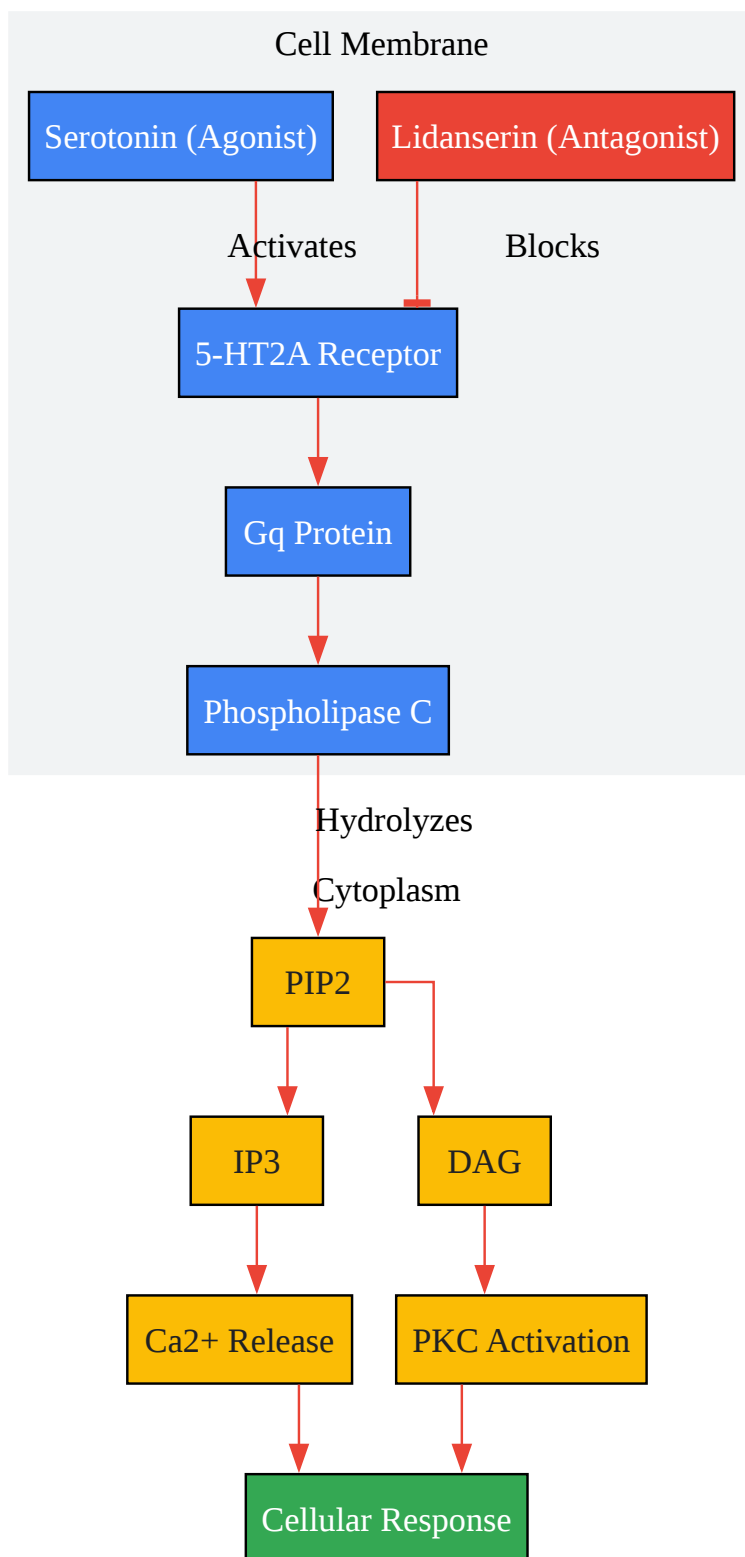 Cell Membrane
Serotonin (Agonist)
Lidanserin (Antagonist)
Activates
Blocks
5-HT2A Receptor
Gq Protein
Phospholipase C
Hydrolyzes
Cytoplasm
PIP2
IP3
DAG
Ca2+ Release
PKC Activation
Cellular Response